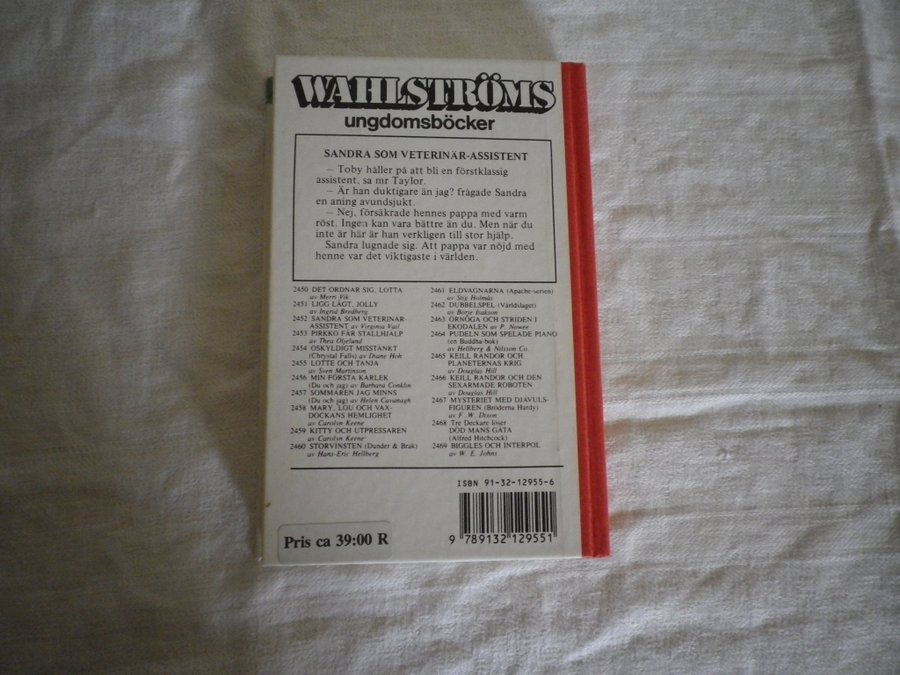 WAHLSTRÖMS
ungdomsböcker
SANDRA SOM VETERINÄR-ASSISTENT
— Toby håller på att bli en förstklassig
assistent, sa mr Taylor.
— Är han duktigare än jag? frågade Sandra
en aning avundsjukt.
— Nej, försäkrade hennes pappa med varm
röst. Ingen kan vara bättre än du. Men när du
inte är här är han verkligen till stor hjälp.
Sandra lugnade sig. Att pappa var nöjd med
henne var det viktigaste i världen.
2450 DET ORDNAR SIG, LOTTA
av Merri Vik
2451 LIGG LÅGT, JOLLY
av Ingrid Bredberg
2452 SANDRA SOM VETERINÄR-
ASSISTENT av Virginia Vail
2453 PIRKKO FÅR STALLHJÄLP
av Thea Oljelund
2454 OSKYLDIGT MISSTÄNKT
(Chrystal Falls) av Diane Hoh
2455 LOTTE OCH TANJA
av Sven Martinson
2456 MIN FÖRSTA KÄRLEK
(Du och jag) av Barbara Conklin
2457 SOMMAREN JAG MINNS
(Du och jag) av Helen Cavanagh
2458 MARY, LOU OCH VAX-
DOCKANS HEMLIGHET
av Carolyn Keene
2459 KITTY OCH UTPRESSAREN
av Carolyn Keene
2460 STORVINSTEN (Dunder & Brak)
av Hans-Eric Hellberg
2461 ELDVAGNARNA (Apache-serien)
av Stig Holmås
2462 DUBBELSPEL (Världslaget)
av Börje Isakson
2463 ÖRNÖGA OCH STRIDEN I
EKODALEN av P. Nowee
2464 PUDELN SOM SPELADE PIANO
(en Buddha-bok)
av Hellberg & Nilsson Co.
2465 KEILL RANDOR OCH
PLANETERNAS KRIG
av Douglas Hill
2466 KEILL RANDOR OCH DEN
SEXARMADE ROBOTEN
av Douglas Hill
2467 MYSTERIET MED DJÄVULS-
FIGUREN (Bröderna Hardy)
av F. W. Dixon
2468 Tre Deckare löser
DÖD MANS GÅTA
(Alfred Hitchcock)
2469 BIGGLES OCH INTERPOL
av W. E. Johns
ISBN 91-32-12955-6
9 789132 129551
Pris ca 39:00 R